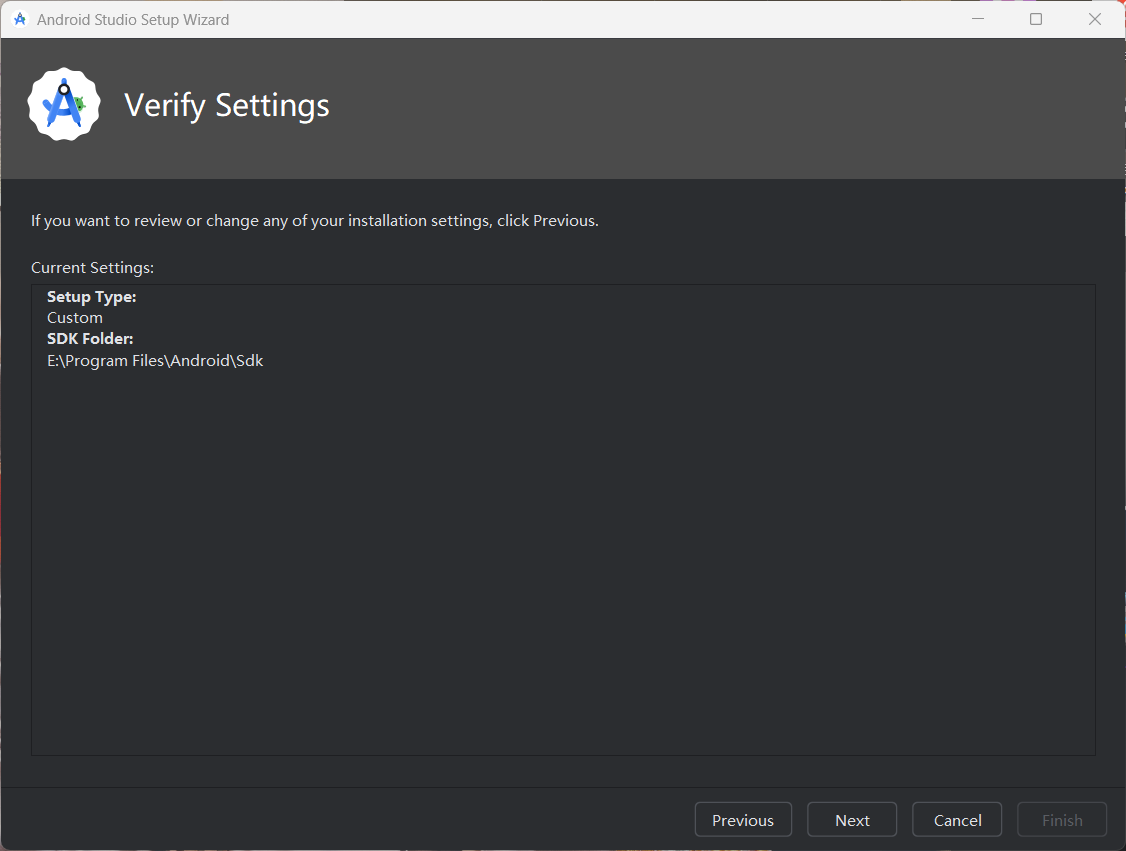 Android Studio Setup Wizard
Verify Settings
If you want to review or change any of your installation settings, click Previous.
Current Settings:
Setup Type:
Custom
SDK Folder:
E:\Program Files\Android\Sdk
Previous
Next
Cancel
Finish